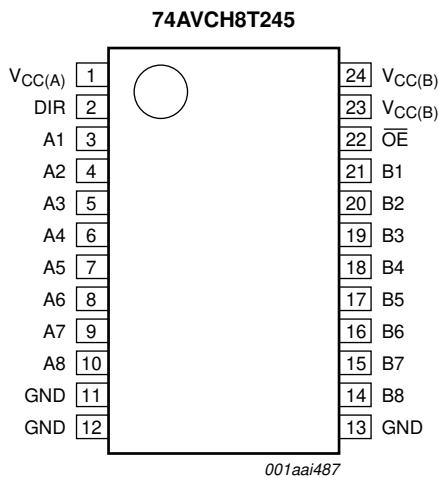 74AVCH8T245
VCC(A) 1 24 VCC(B)
DIR 2 23 VCC(B)
A1 3 22 OE
A2 4 21 B1
A3 5 20 B2
A4 6 19 B3
A5 7 18 B4
A6 8 17 B5
A7 9 16 B6
A8 10 15 B7
GND 11 14 B8
GND 12 13 GND
001aai487